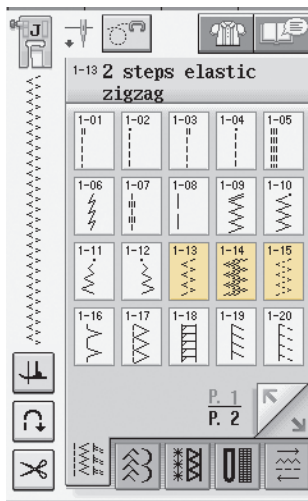 J
1-13 2 steps elastic
zigzag
1-01 1-02 1-03 1-04 1-05
1-06 1-07 1-08 1-09 1-10
1-11 1-12 1-13 1-14 1-15
1-16 1-17 1-18 1-19 1-20
P. 1
P. 2